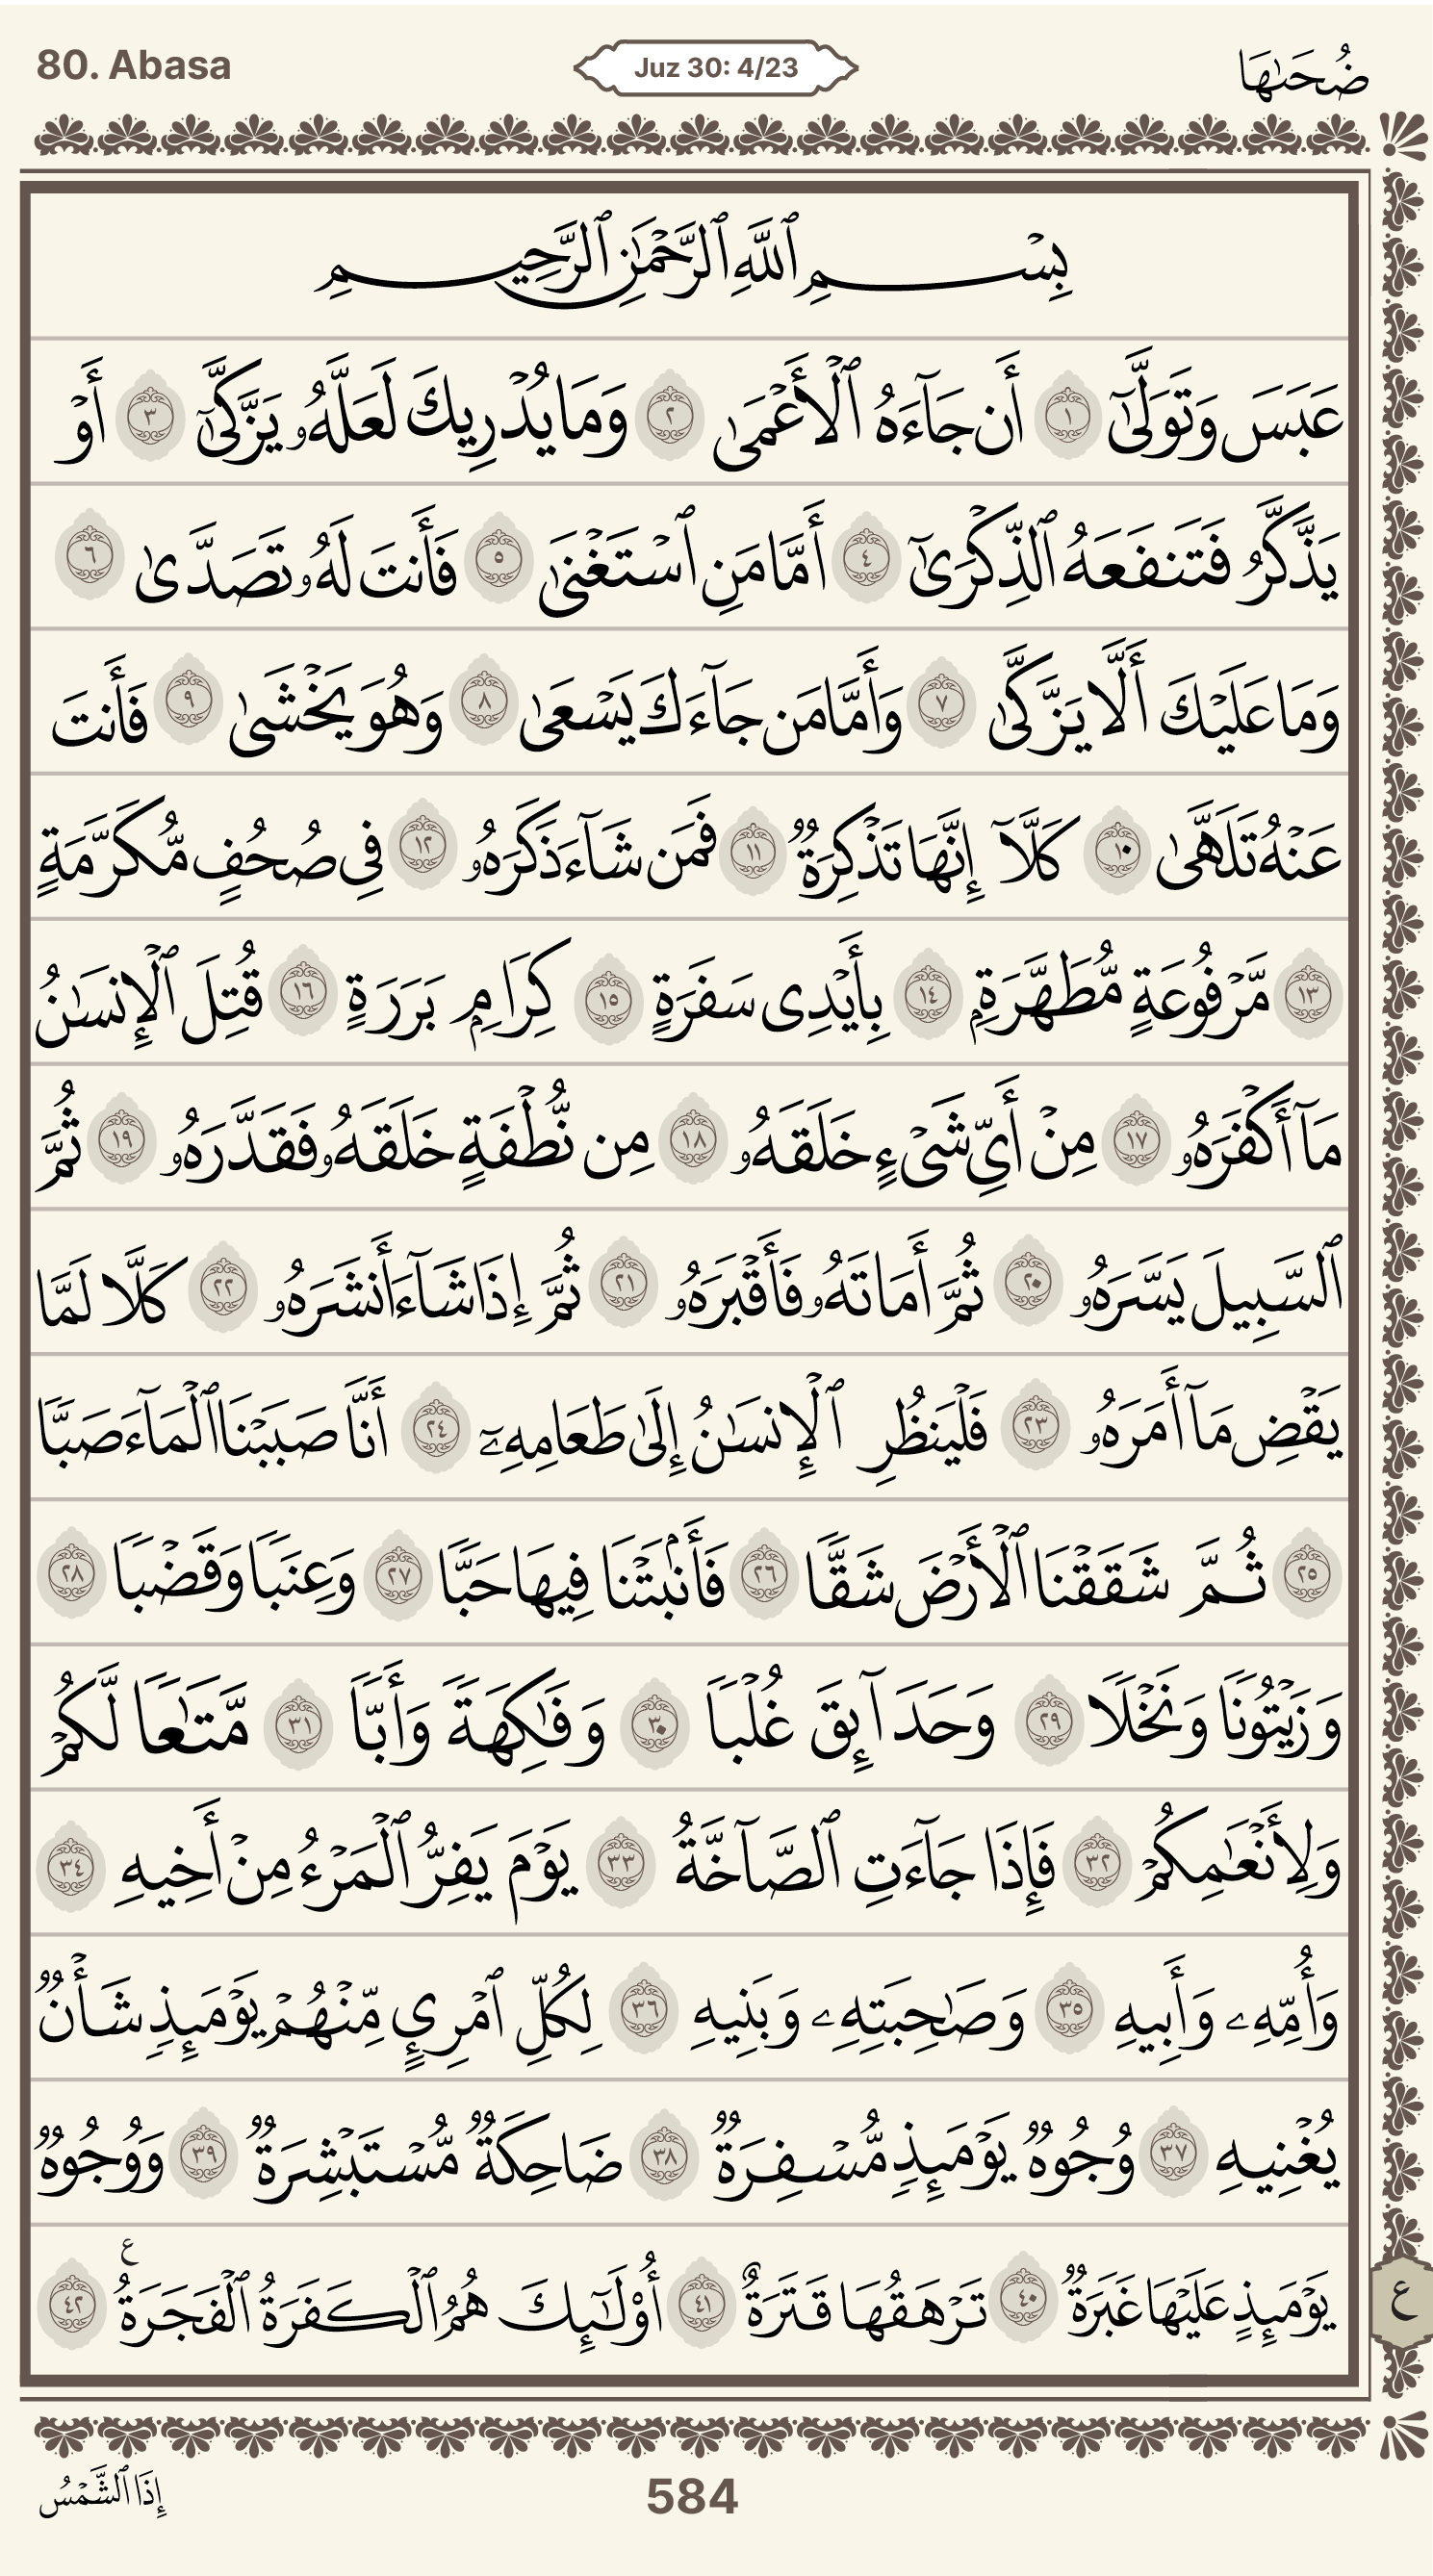 80. Abasa
Juz 30: 4/23
ضُحَىٰهَا
بِسۡمِ ٱللَّهِ ٱلرَّحۡمَٰنِ ٱلرَّحِيمِ
عَبَسَ وَتَوَلَّىٰٓ ١ أَن جَآءَهُ ٱلۡأَعۡمَىٰ ٢ وَمَا يُدۡرِيكَ لَعَلَّهُۥ يَزَّكَّىٰٓ ٣ أَوۡ
يَذَّكَّرُ فَتَنفَعَهُ ٱلذِّكۡرَىٰٓ ٤ أَمَّا مَنِ ٱسۡتَغۡنَىٰ ٥ فَأَنتَ لَهُۥ تَصَدَّىٰ ٦
وَمَا عَلَيۡكَ أَلَّا يَزَّكَّىٰ ٧ وَأَمَّا مَن جَآءَكَ يَسۡعَىٰ ٨ وَهُوَ يَخۡشَىٰ ٩ فَأَنتَ
عَنۡهُ تَلَهَّىٰ ١٠ كَلَّآ إِنَّهَا تَذۡكِرَةٞ ١١ فَمَن شَآءَ ذَكَرَهُۥ ١٢ فِى صُحُفٖ مُّكَرَّمَةٖ
١٣ مَّرۡفُوعَةٖ مُّطَهَّرَةِۭ ١٤ بِأَيۡدِى سَفَرَةٖ ١٥ كِرَامِۭ بَرَرَةٖ ١٦ قُتِلَ ٱلۡإِنسَٰنُ
مَآ أَكۡفَرَهُۥ ١٧ مِنۡ أَىِّ شَىۡءٍ خَلَقَهُۥ ١٨ مِن نُّطۡفَةٍ خَلَقَهُۥ فَقَدَّرَهُۥ ١٩ ثُمَّ
ٱلسَّبِيلَ يَسَّرَهُۥ ٢٠ ثُمَّ أَمَاتَهُۥ فَأَقۡبَرَهُۥ ٢١ ثُمَّ إِذَا شَآءَ أَنشَرَهُۥ ٢٢ كَلَّا لَمَّا
يَقۡضِ مَآ أَمَرَهُۥ ٢٣ فَلۡيَنظُرِ ٱلۡإِنسَٰنُ إِلَىٰ طَعَامِهِۦٓ ٢٤ أَنَّا صَبَبۡنَا ٱلۡمَآءَ صَبّٗا
٢٥ ثُمَّ شَقَقۡنَا ٱلۡأَرۡضَ شَقّٗا ٢٦ فَأَنۢبَتۡنَا فِيهَا حَبّٗا ٢٧ وَعِنَبٗا وَقَضۡبٗا ٢٨
وَزَيۡتُونٗا وَنَخۡلٗا ٢٩ وَحَدَآئِقَ غُلۡبٗا ٣٠ وَفَٰكِهَةٗ وَأَبّٗا ٣١ مَّتَٰعٗا لَّكُمۡ
وَلِأَنۡعَٰمِكُمۡ ٣٢ فَإِذَا جَآءَتِ ٱلصَّآخَّةُ ٣٣ يَوۡمَ يَفِرُّ ٱلۡمَرۡءُ مِنۡ أَخِيهِ ٣٤
وَأُمِّهِۦ وَأَبِيهِ ٣٥ وَصَٰحِبَتِهِۦ وَبَنِيهِ ٣٦ لِكُلِّ ٱمۡرِيٕٖ مِّنۡهُمۡ يَوۡمَئِذٖ شَأۡنٞ
يُغۡنِيهِ ٣٧ وُجُوهٞ يَوۡمَئِذٖ مُّسۡفِرَةٞ ٣٨ ضَاحِكَةٞ مُّسۡتَبۡشِرَةٞ ٣٩ وَوُجُوهٞ
يَوۡمَئِذٍ عَلَيۡهَا غَبَرَةٞ ٤٠ تَرۡهَقُهَا قَتَرَةٌ ٤١ أُوْلَٰٓئِكَ هُمُ ٱلۡكَفَرَةُ ٱلۡفَجَرَةُ ࣖ ٤٢
ع
إِذَا ٱلشَّمۡسُ
584